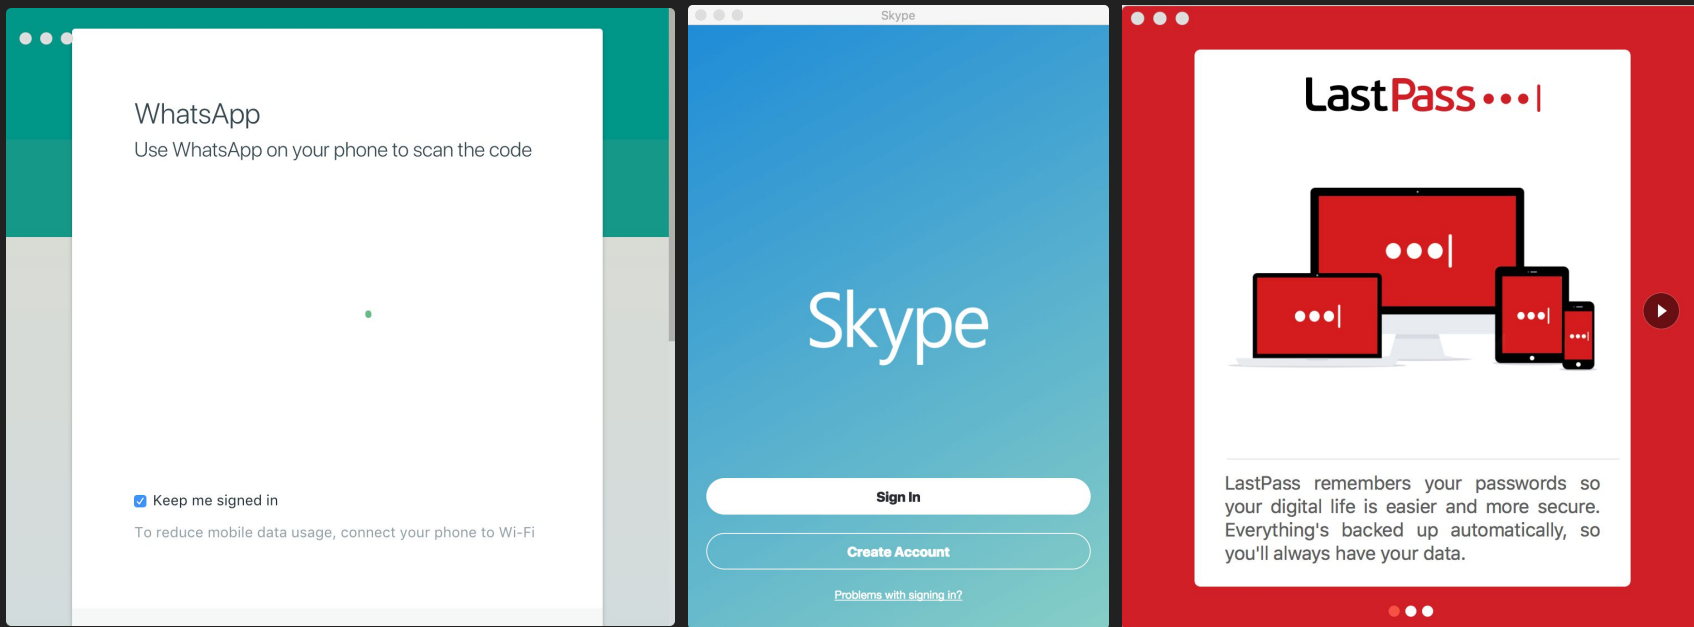 WhatsApp
Use WhatsApp on your phone to scan the code
Keep me signed in
To reduce mobile data usage, connect your phone to Wi-Fi
Skype
Skype
Sign In
Create Account
Problems with signing in?
LastPass
LastPass remembers your passwords so
your digital life is easier and more secure.
Everything's backed up automatically, so
you'll always have your data.